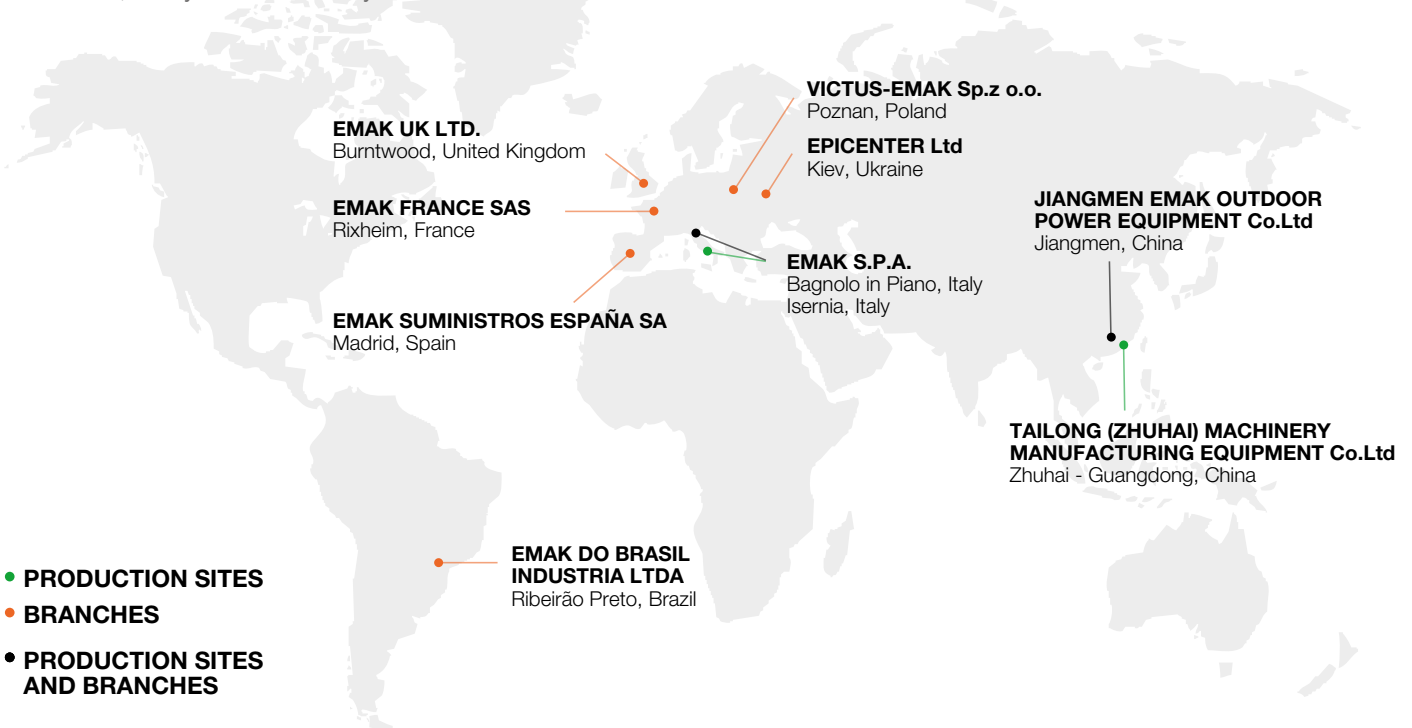 VICTUS-EMAK Sp.z o.o.
Poznan, Poland
EMAK UK LTD.
Burntwood, United Kingdom
EPICENTER Ltd
Kiev, Ukraine
EMAK FRANCE SAS
Rixheim, France
JIANGMEN EMAK OUTDOOR
POWER EQUIPMENT Co.Ltd
Jiangmen, China
EMAK S.P.A.
Bagnolo in Piano, Italy
Isernia, Italy
EMAK SUMINISTROS ESPAÑA SA
Madrid, Spain
TAILONG (ZHUHAI) MACHINERY
MANUFACTURING EQUIPMENT Co.Ltd
Zhuhai - Guangdong, China
EMAK DO BRASIL
INDUSTRIA LTDA
Ribeirão Preto, Brazil
PRODUCTION SITES
BRANCHES
PRODUCTION SITES
AND BRANCHES